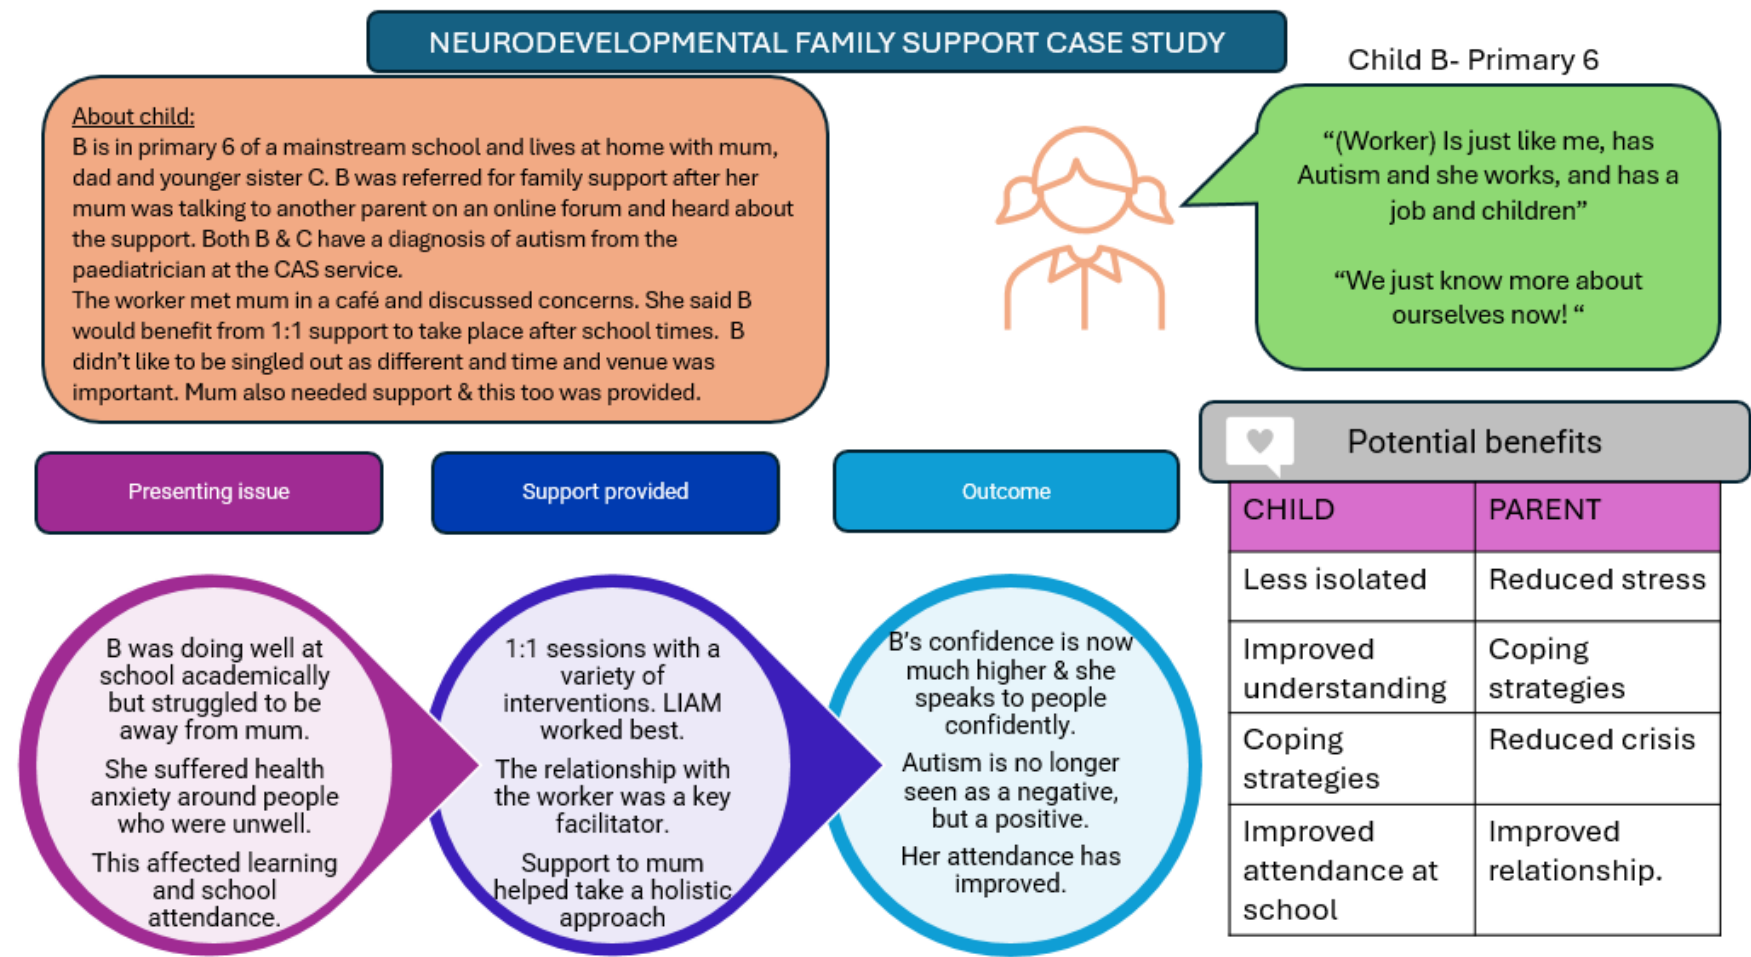 NEURODEVELOPMENTAL FAMILY SUPPORT CASE STUDY
Child B- Primary 6
About child:
B is in primary 6 of a mainstream school and lives at home with mum,
dad and younger sister C. B was referred for family support after her
mum was talking to another parent on an online forum and heard about
the support. Both B & C have a diagnosis of autism from the
paediatrician at the CAS service.
The worker met mum in a café and discussed concerns. She said B
would benefit from 1:1 support to take place after school times.  B
didn't like to be singled out as different and time and venue was
important. Mum also needed support & this too was provided.
“(Worker) Is just like me, has
Autism and she works, and has a
job and children”
“We just know more about
ourselves now! “
Presenting issue
B was doing well at
school academically
but struggled to be
away from mum.
She suffered health
anxiety around people
who were unwell.
This affected learning
and school
attendance.
Support provided
1:1 sessions with a
variety of
interventions. LIAM
worked best.
The relationship with
the worker was a key
facilitator.
Support to mum
helped take a holistic
approach
Outcome
B's confidence is now
much higher & she
speaks to people
confidently.
Autism is no longer
seen as a negative,
but a positive.
Her attendance has
improved.
Potential benefits
CHILD PARENT
Less isolated Reduced stress
Improved Coping
understanding strategies
Coping Reduced crisis
strategies
Improved Improved
attendance at relationship.
school